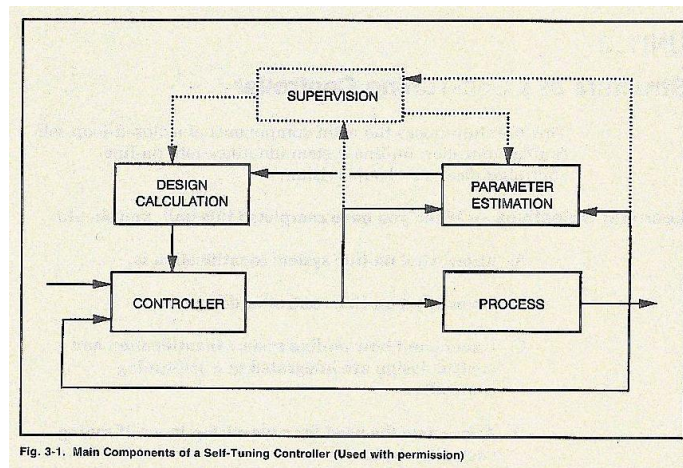 SUPERVISION
DESIGN
CALCULATION
PARAMETER
ESTIMATION
CONTROLLER
PROCESS
Fig. 3-1. Main Components of a Self-Tuning Controller (Used with permission)